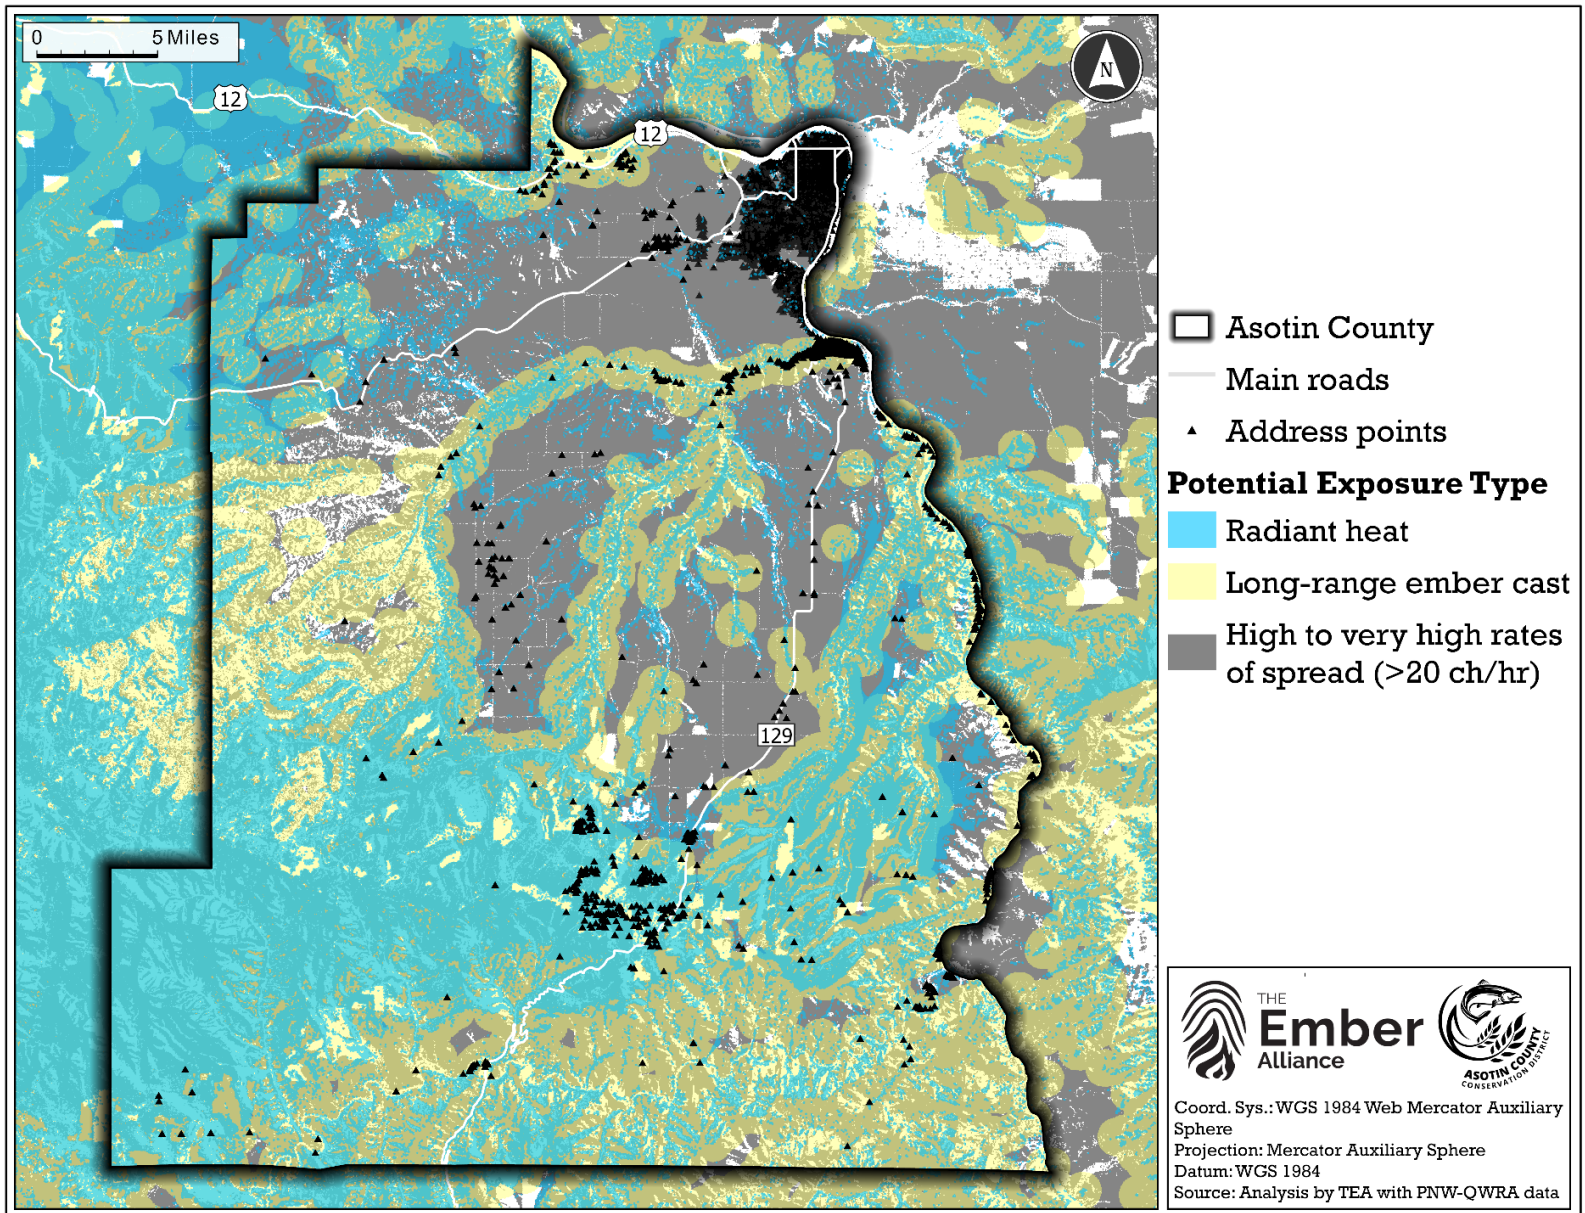 0 5 Miles
N
12
12
129
Asotin County
Main roads
Address points
Potential Exposure Type
Radiant heat
Long-range ember cast
High to very high rates
of spread (>20 ch/hr)
THE
Ember
Alliance
ASOTIN COUNTY
CONSERVATION DISTRICT
Coord. Sys.: WGS 1984 Web Mercator Auxiliary
Sphere
Projection: Mercator Auxiliary Sphere
Datum: WGS 1984
Source: Analysis by TEA with PNW-QWRA data